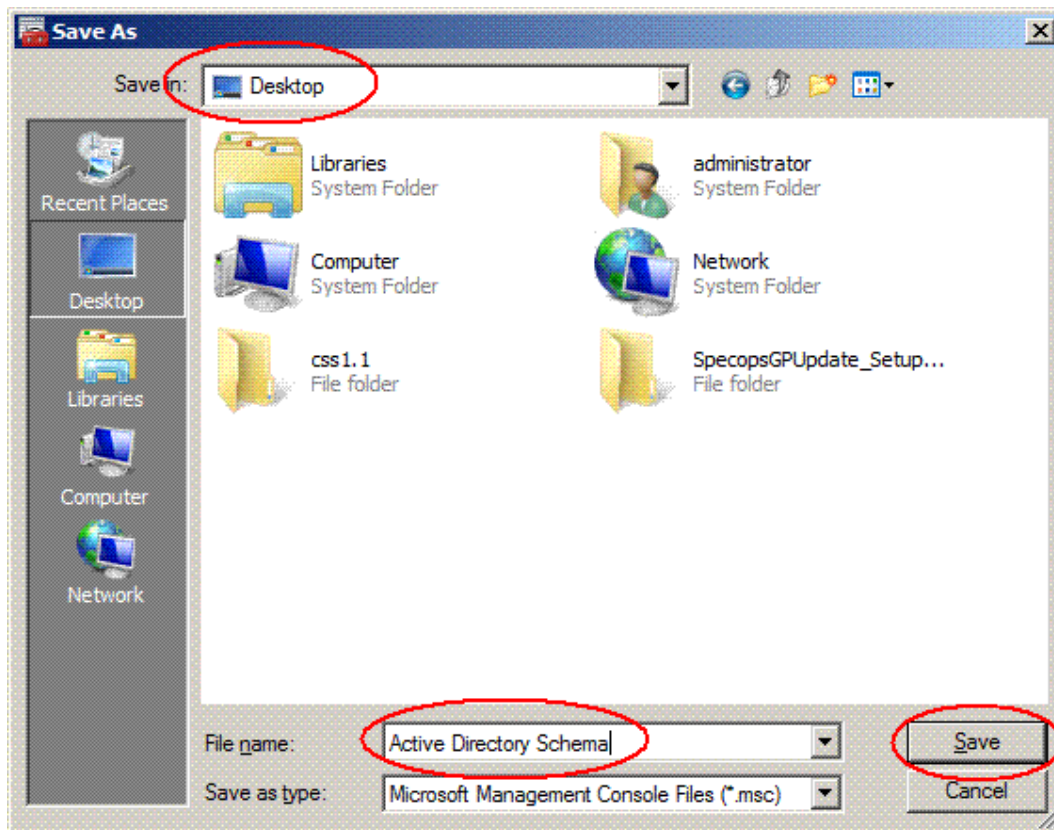 Save As
Save in: Desktop
Recent Places
Desktop
Libraries
Computer
Network
Libraries
System Folder
administrator
System Folder
Computer
System Folder
Network
System Folder
css1.1
File folder
SpecopsGPUpdate_Setup...
File folder
File name: Active Directory Schema Save
Save as type: Microsoft Management Console Files (*.msc) Cancel